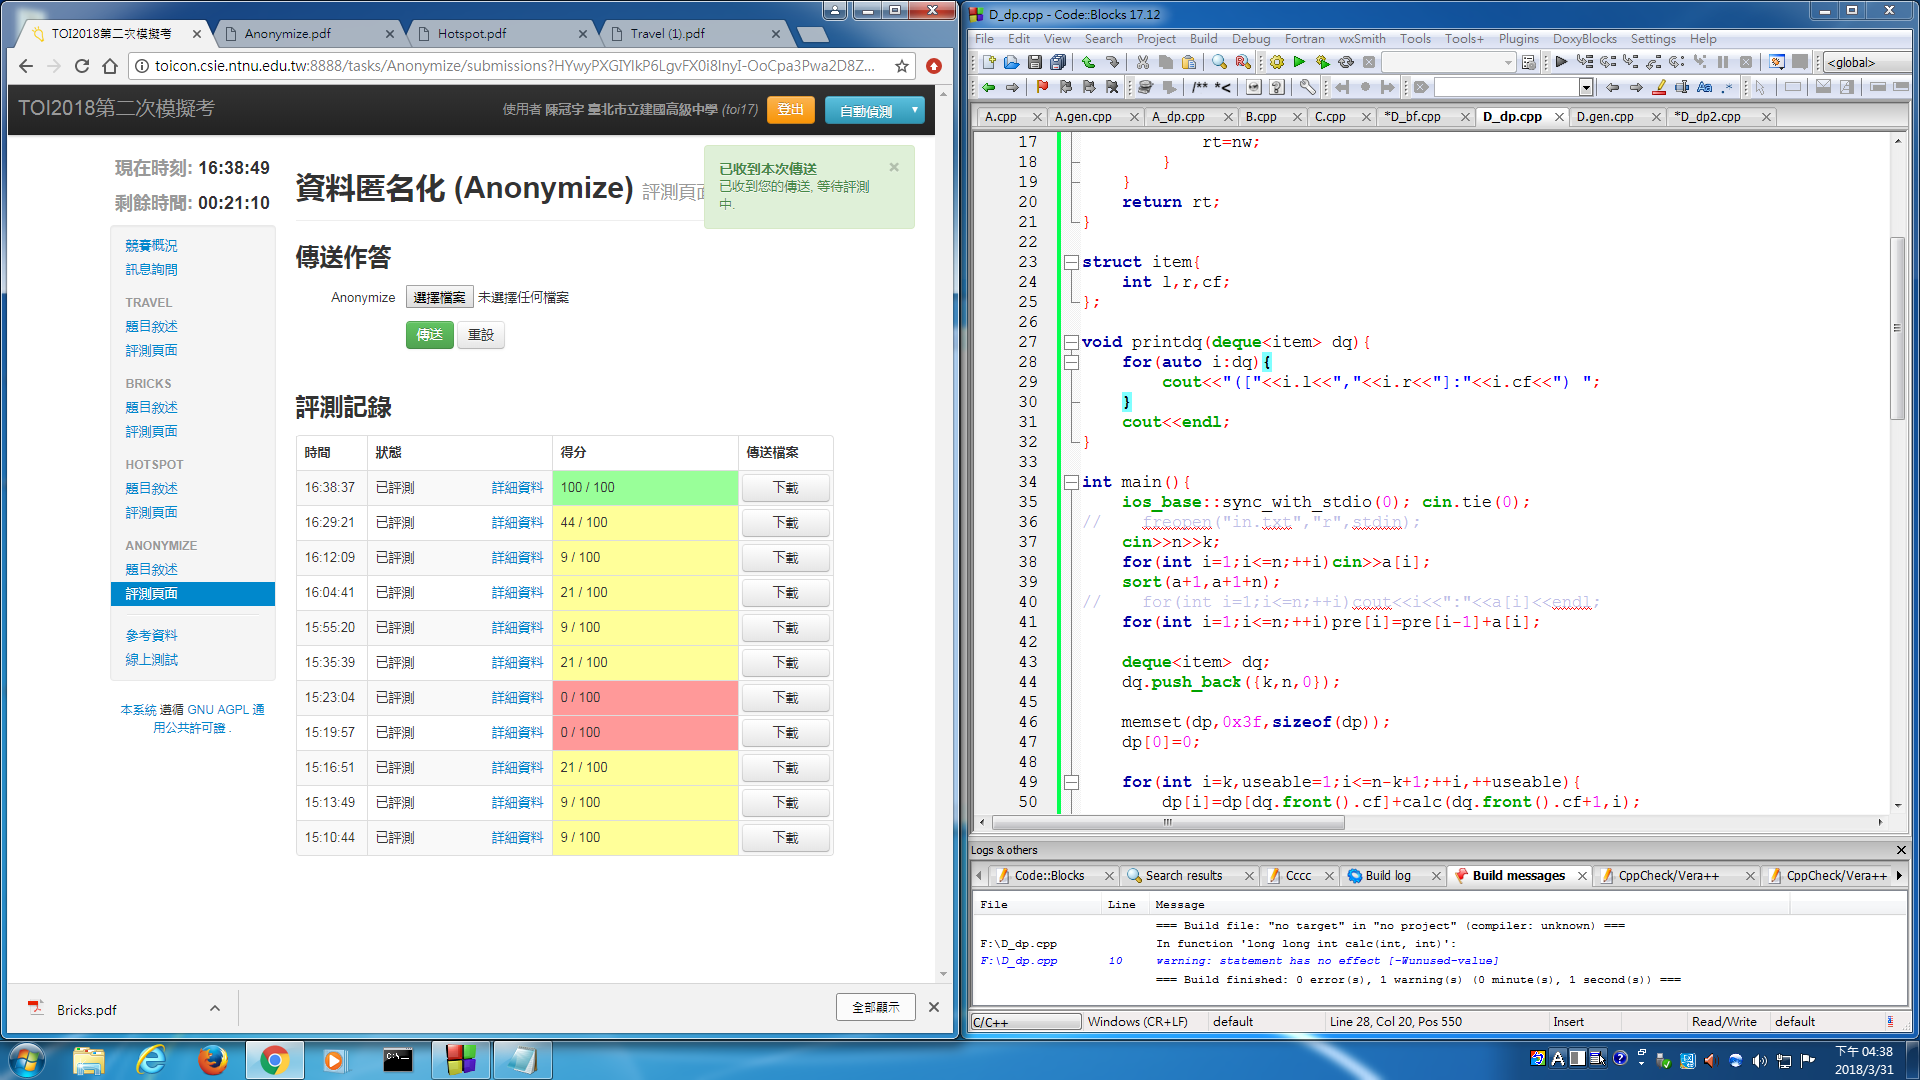 TOI2018第二次模擬考
Anonymize.pdf
Hotspot.pdf
Travel (1).pdf
toicon.csie.ntnu.edu.tw:8888/tasks/Anonymize/submissions?HYwyPXGIYlkP6LgvFX0i8lnyI-OoCpa3Pwa2D8Z...
TOI2018第二次模擬考
使用者 陳冠宇 臺北市立建國高級中學 (toi17)
登出
自動偵測
現在時刻: 16:38:49
剩餘時間: 00:21:10
競賽概況
訊息詢問
TRAVEL
題目敘述
評測頁面
BRICKS
題目敘述
評測頁面
HOTSPOT
題目敘述
評測頁面
ANONYMIZE
題目敘述
評測頁面
參考資料
線上測試
本系統 遵循 GNU AGPL 通
用公共許可證 .
資料匿名化 (Anonymize) 評測頁面
已收到本次傳送
已收到您的傳送, 等待評測
中.
傳送作答
Anonymize 選擇檔案 未選擇任何檔案
傳送 重設
評測記錄
時間 狀態 得分 傳送檔案
16:38:37 已評測 詳細資料 100 / 100 下載
16:29:21 已評測 詳細資料 44 / 100 下載
16:12:09 已評測 詳細資料 9 / 100 下載
16:04:41 已評測 詳細資料 21 / 100 下載
15:55:20 已評測 詳細資料 9 / 100 下載
15:35:39 已評測 詳細資料 21 / 100 下載
15:23:04 已評測 詳細資料 0 / 100 下載
15:19:57 已評測 詳細資料 0 / 100 下載
15:16:51 已評測 詳細資料 21 / 100 下載
15:13:49 已評測 詳細資料 9 / 100 下載
15:10:44 已評測 詳細資料 9 / 100 下載
Bricks.pdf
全部顯示
D_dp.cpp - Code::Blocks 17.12
File Edit View Search Project Build Debug Fortran wxSmith Tools Tools+ Plugins DoxyBlocks Settings Help
<global>
/** *<
Aa .*
A.cpp A.gen.cpp A_dp.cpp B.cpp C.cpp *D_bf.cpp D_dp.cpp D.gen.cpp *D_dp2.cpp
17 rt=nw;
18 }
19 }
20 return rt;
21 }
22
23 struct item{
24 int l,r,cf;
25 };
26
27 void printdq(deque<item> dq){
28 for(auto i:dq){
29 cout<<"(["<<i.l<<","<<i.r<<"]:"<<i.cf<<") ";
30 }
31 cout<<endl;
32 }
33
34 int main(){
35 ios_base::sync_with_stdio(0); cin.tie(0);
36 // freopen("in.txt","r",stdin);
37 cin>>n>>k;
38 for(int i=1;i<=n;++i)cin>>a[i];
39 sort(a+1,a+1+n);
40 // for(int i=1;i<=n;++i)cout<<i<<":"<<a[i]<<endl;
41 for(int i=1;i<=n;++i)pre[i]=pre[i-1]+a[i];
42
43 deque<item> dq;
44 dq.push_back({k,n,0});
45
46 memset(dp,0x3f,sizeof(dp));
47 dp[0]=0;
48
49 for(int i=k,useable=1;i<=n-k+1;++i,++useable){
50 dp[i]=dp[dq.front().cf]+calc(dq.front().cf+1,i);
Logs & others
Code::Blocks Search results Cccc Build log Build messages CppCheck/Vera++ CppCheck/Vera++
File Line Message
=== Build file: "no target" in "no project" (compiler: unknown) ===
F:\D_dp.cpp In function 'long long int calc(int, int)':
F:\D_dp.cpp 10 warning: statement has no effect [-Wunused-value]
=== Build finished: 0 error(s), 1 warning(s) (0 minute(s), 1 second(s)) ===
C/C++ Windows (CR+LF) default Line 28, Col 20, Pos 550 Insert Read/Write default
下午 04:38
2018/3/31